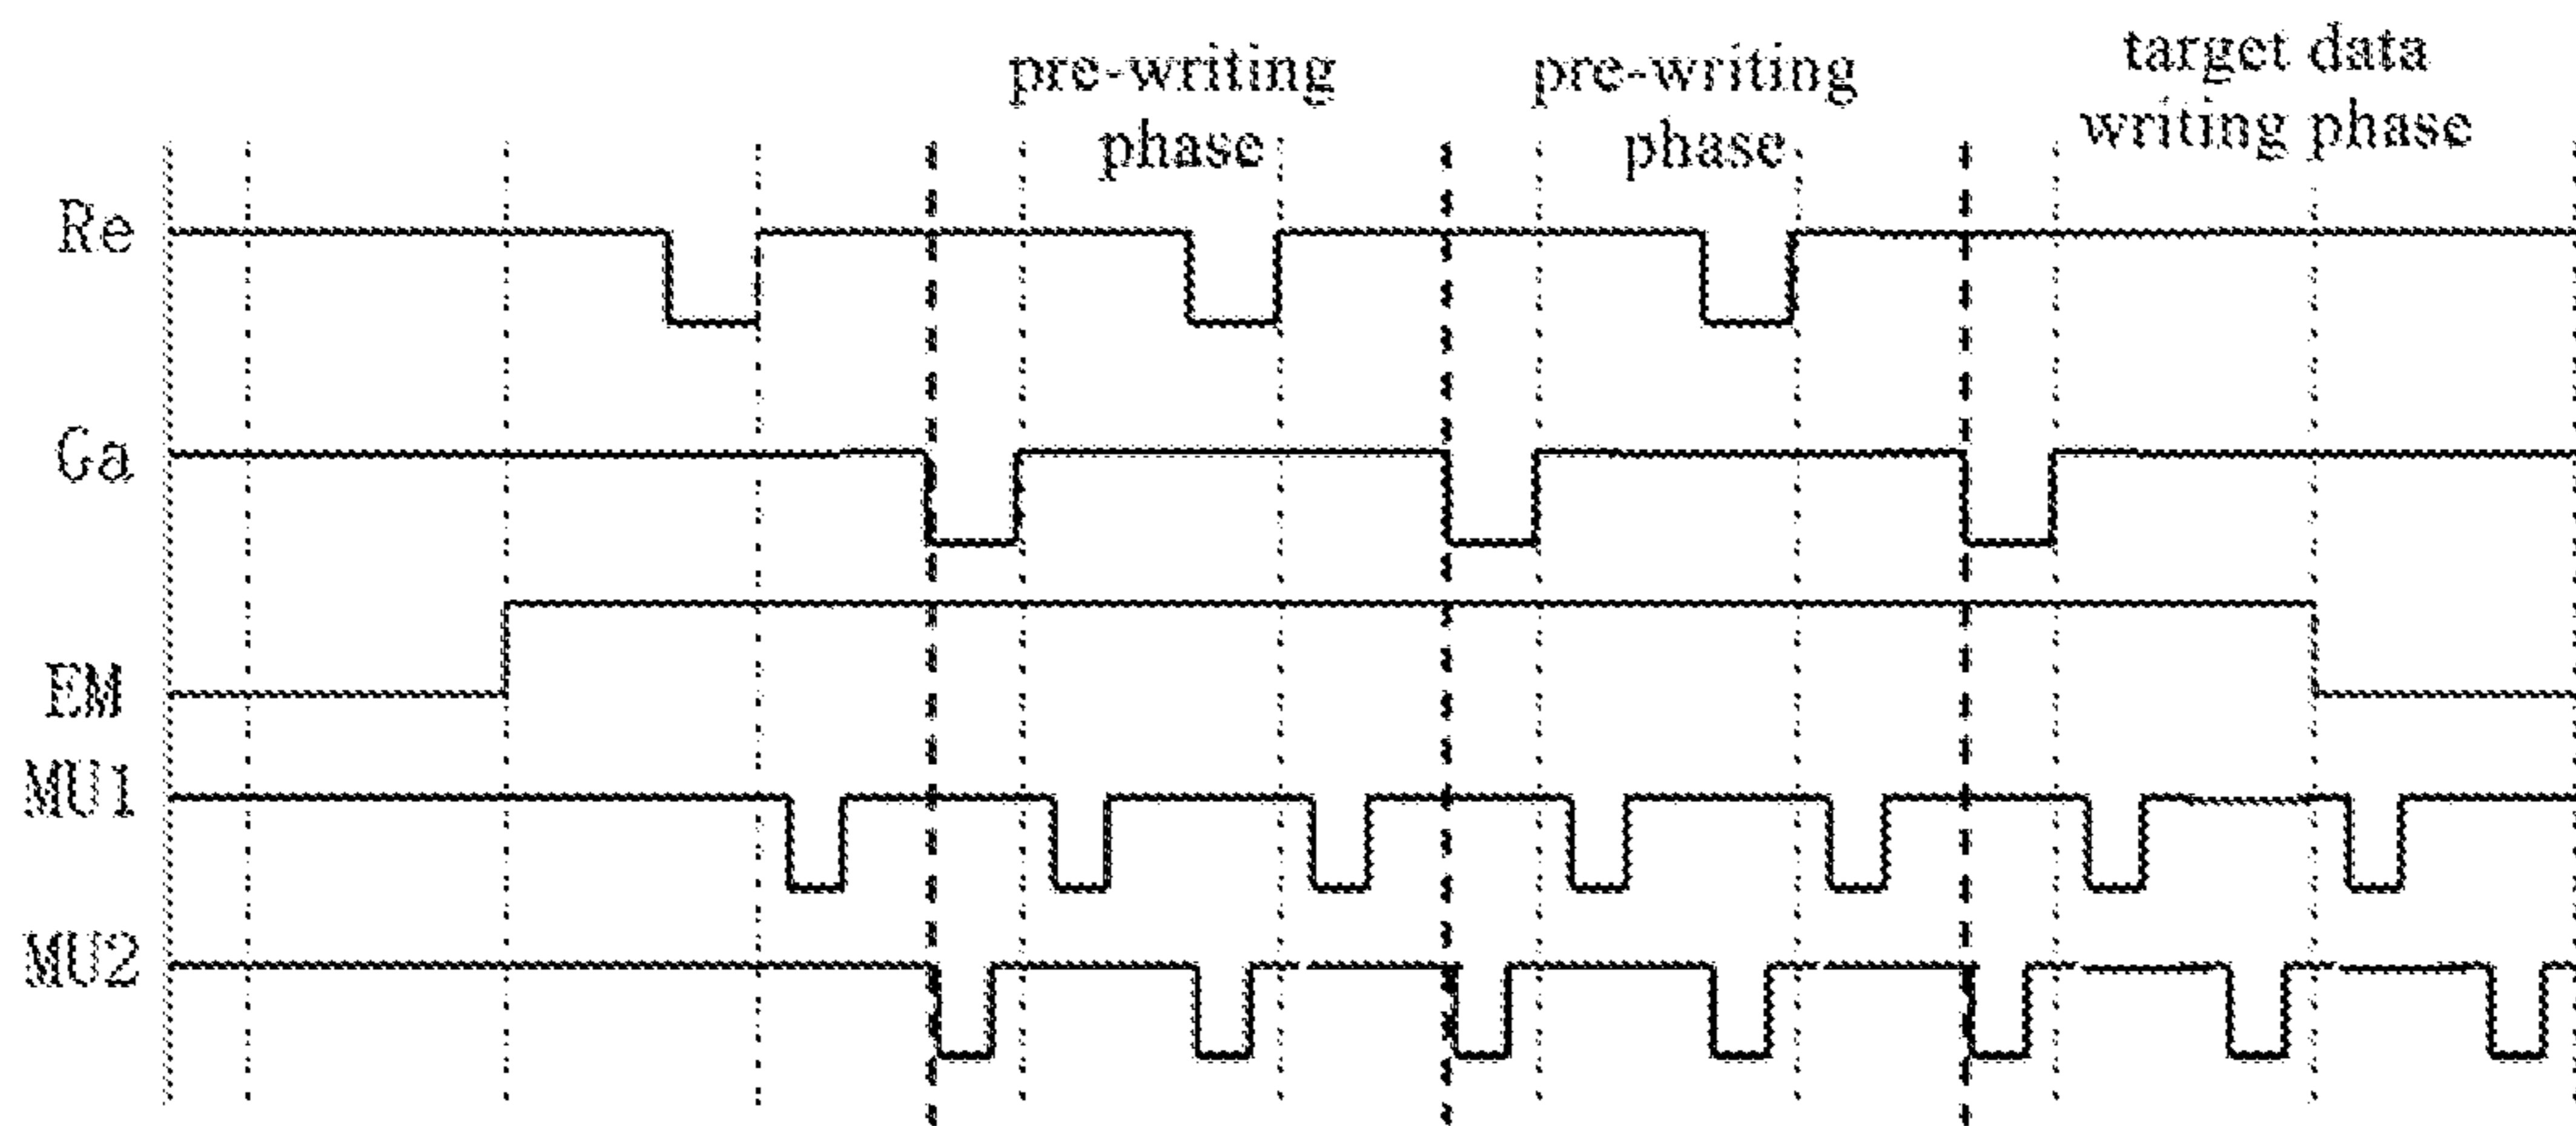 pre-writing
phase
pre-writing
phase
target data
writing phase
Re
Ga
EM
MU1
MU2